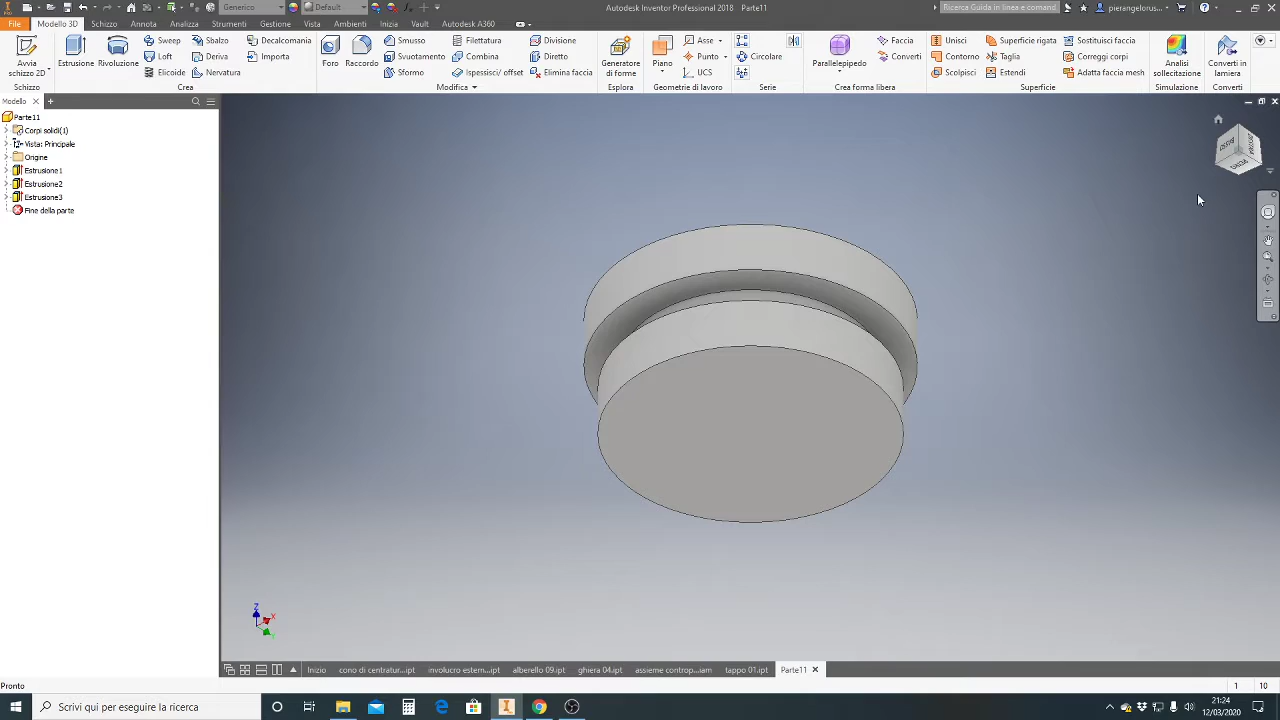 Generico Default Autodesk Inventor Professional 2018 Parte11 Ricerca Guida in linea e comand pierangelorus...
File Modello 3D Schizzo Annota Analizza Strumenti Gestione Vista Ambienti Inizia Vault Autodesk A360
Avvia schizzo 2D Estrusione Rivoluzione Sweep Sbalzo Decalcomania Foro Raccordo Smusso Filettatura Divisione Generatore di forme Piano Asse Circolare Parallelepipedo Faccia Unisci Superficie rigata Sostituisci faccia Analisi sollecitazione Converti in lamiera
Loft Deriva Importa Svuotamento Combina Diretto Punto Converti Contorno Taglia Correggi corpi
Elicoide Nervatura Sformo Ispessisci/ offset Elimina faccia UCS Scolpisci Estendi Adatta faccia mesh
Schizzo Crea Modifica Esplora Geometria di lavoro Serie Crea forma libera Superficie Simulazione Converti
Modello
Parte11
Corpi solidi(1)
Vista: Principale
Origine
Estrusione1
Estrusione2
Estrusione3
Fine della parte
BASSO
Z
X
Y
Inizio cono di centratur...ipt involucro estern...ipt alberello 09.ipt ghiera 04.ipt assieme controp...iam tappo 01.ipt Parte11
Pronto 1 10
Scrivi qui per eseguire la ricerca
21:24
12/03/2020